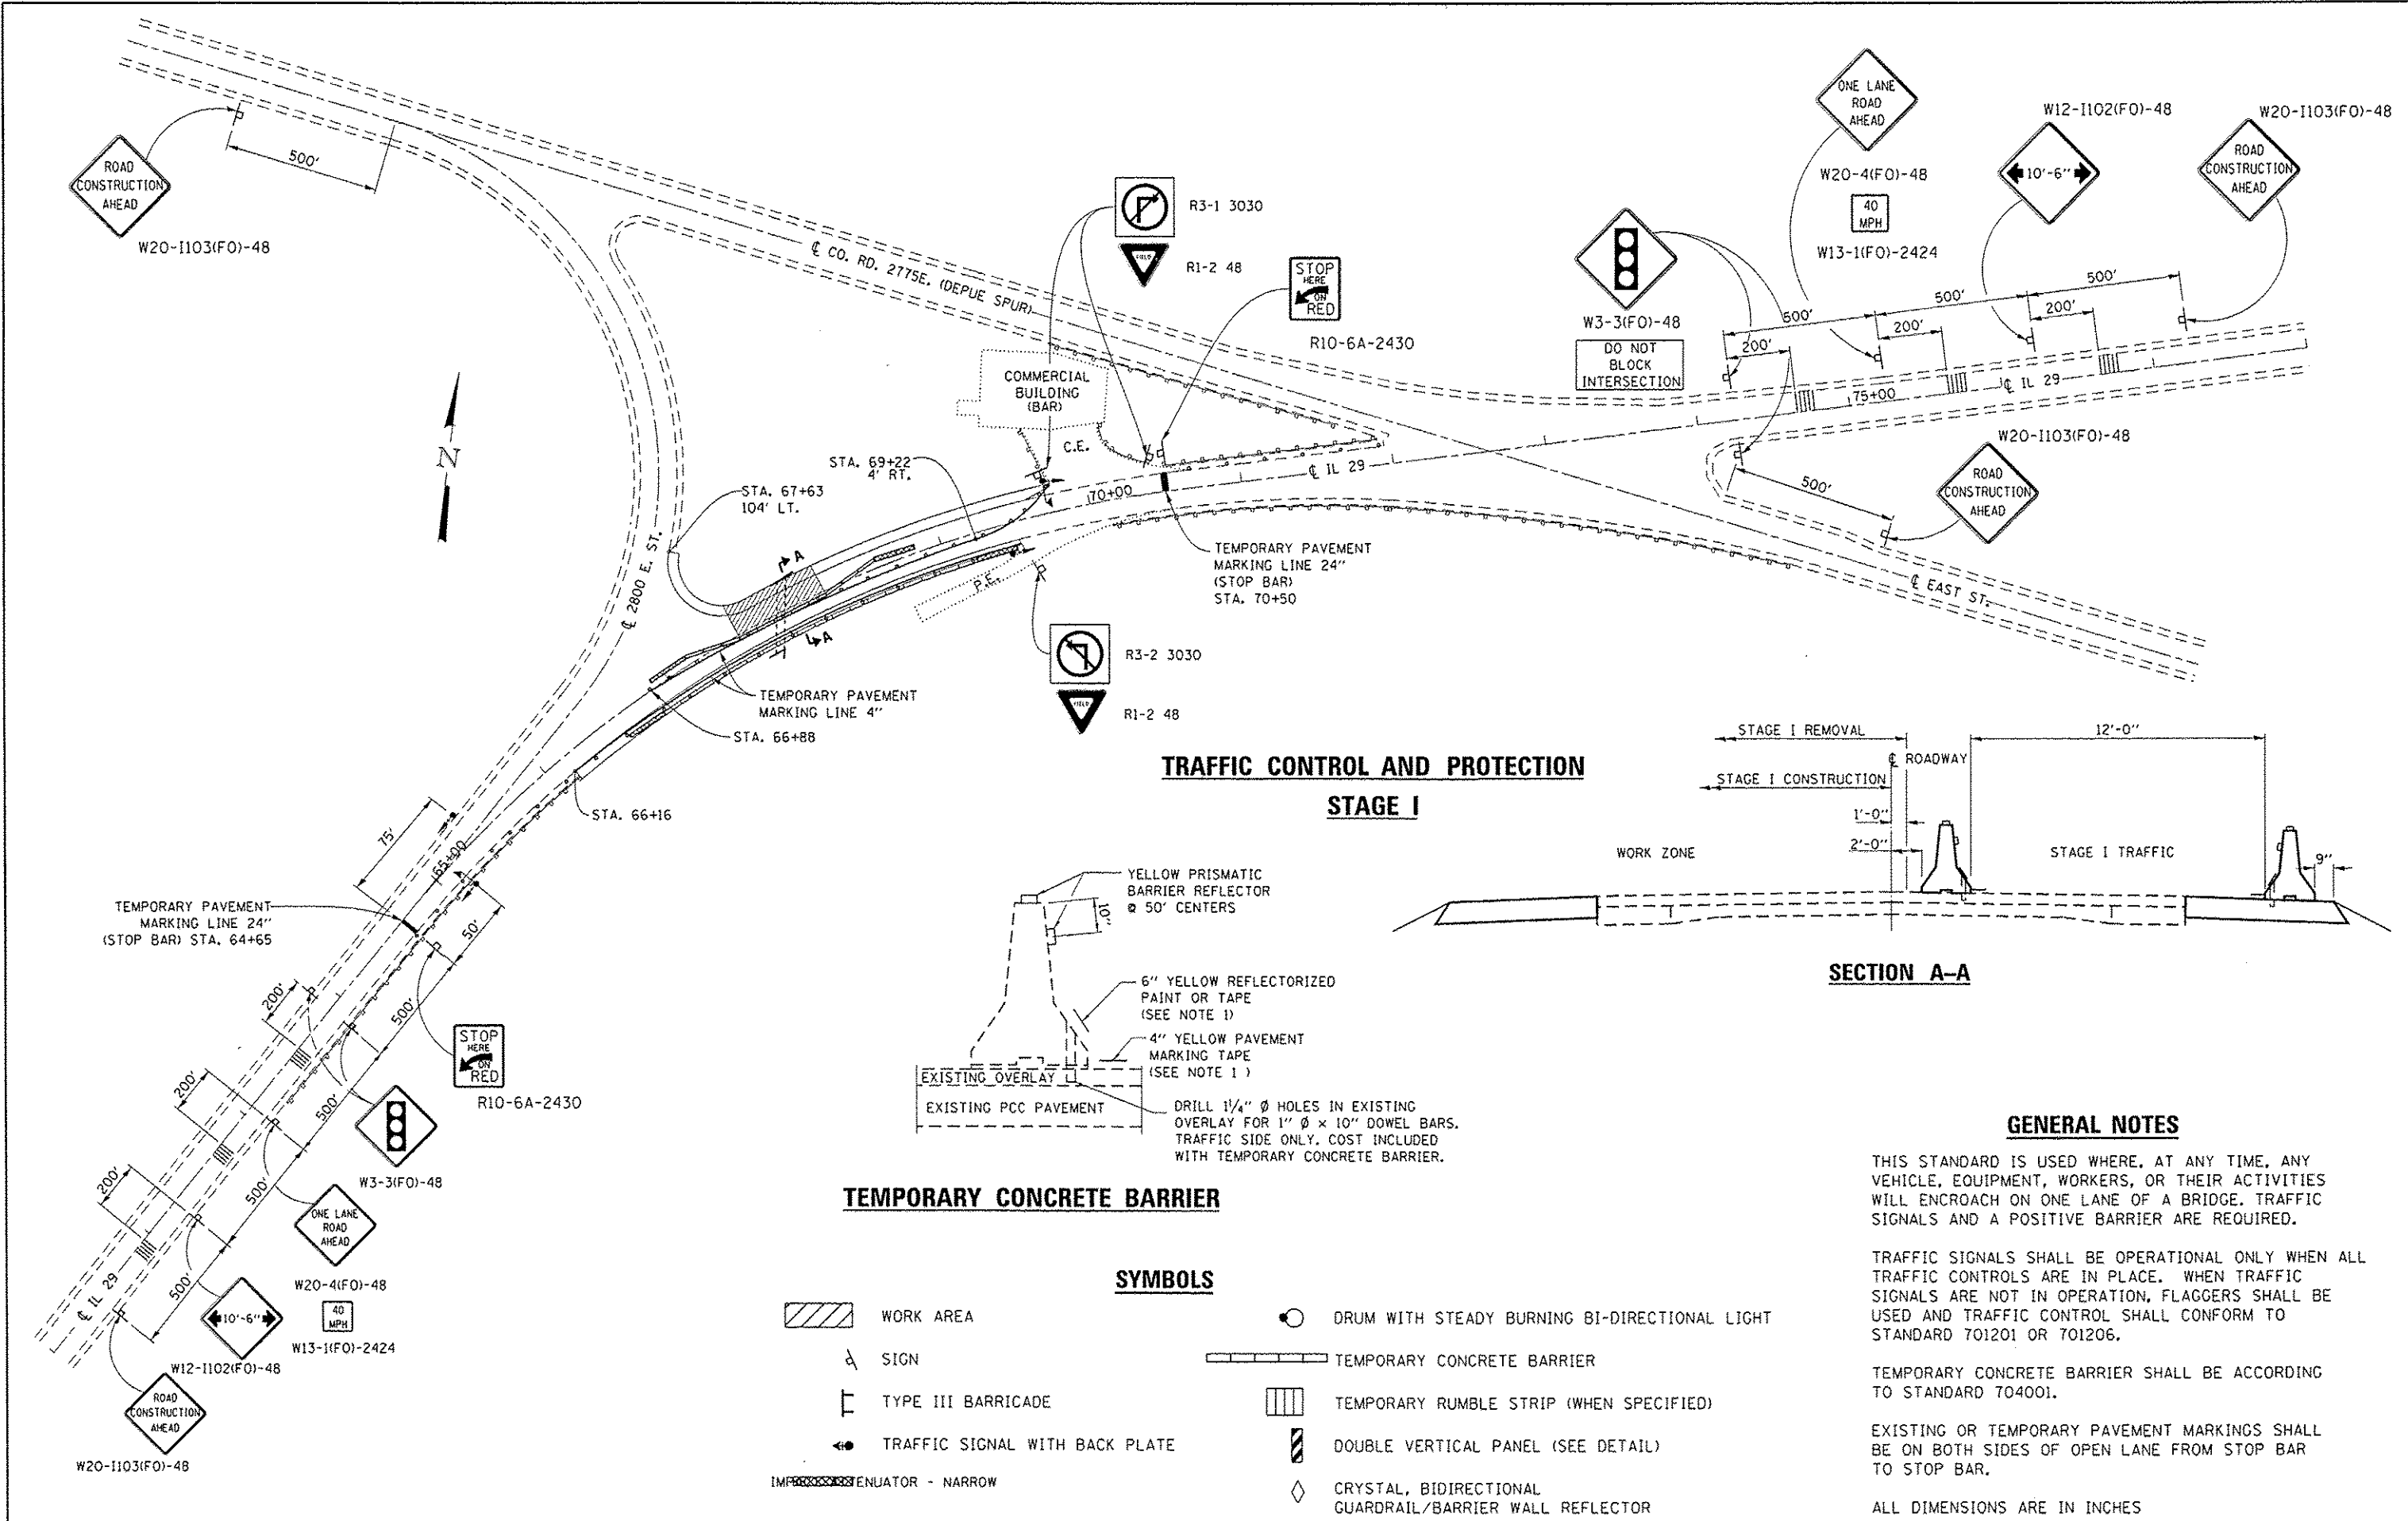 ROAD
CONSTRUCTION
AHEAD
W20-I103(FO)-48
500'
℄ CO. RD. 2775E. (DEPUE SPUR)
R3-1 3030
YIELD
R1-2 48
STOP
HERE
ON
RED
R10-6A-2430
ONE LANE
ROAD
AHEAD
W20-4(FO)-48
40
MPH
W13-1(FO)-2424
W12-I102(FO)-48
10'-6"
W20-I103(FO)-48
ROAD
CONSTRUCTION
AHEAD
W3-3(FO)-48
DO NOT
BLOCK
INTERSECTION
500'
500'
500'
200'
200'
200'
75+00
℄ IL 29
W20-I103(FO)-48
ROAD
CONSTRUCTION
AHEAD
500'
℄ EAST ST.
COMMERCIAL
BUILDING
(BAR)
C.E.
N
STA. 69+22
4' RT.
STA. 67+63
104' LT.
70+00
℄ IL 29
℄ 2800 E. ST.
A
A
P.E.
TEMPORARY PAVEMENT
MARKING LINE 24"
(STOP BAR)
STA. 70+50
R3-2 3030
YIELD
R1-2 48
TEMPORARY PAVEMENT
MARKING LINE 4"
STA. 66+88
STA. 66+16
75'
65+00
TEMPORARY PAVEMENT
MARKING LINE 24"
(STOP BAR) STA. 64+65
50'
500'
500'
500'
500'
200'
200'
200'
℄ IL 29
STOP
HERE
ON
RED
R10-6A-2430
W3-3(FO)-48
ONE LANE
ROAD
AHEAD
W20-4(FO)-48
40
MPH
W13-1(FO)-2424
10'-6"
W12-I102(FO)-48
ROAD
CONSTRUCTION
AHEAD
W20-I103(FO)-48
TRAFFIC CONTROL AND PROTECTION
STAGE I
STAGE I REMOVAL
12'-0"
℄ ROADWAY
STAGE I CONSTRUCTION
1'-0"
2'-0"
WORK ZONE
STAGE I TRAFFIC
9"
SECTION A-A
YELLOW PRISMATIC
BARRIER REFLECTOR
@ 50' CENTERS
10"
6" YELLOW REFLECTORIZED
PAINT OR TAPE
(SEE NOTE 1)
4" YELLOW PAVEMENT
MARKING TAPE
(SEE NOTE 1 )
EXISTING OVERLAY
EXISTING PCC PAVEMENT
DRILL 1 1/4" Ø HOLES IN EXISTING
OVERLAY FOR 1" Ø × 10" DOWEL BARS.
TRAFFIC SIDE ONLY. COST INCLUDED
WITH TEMPORARY CONCRETE BARRIER.
TEMPORARY CONCRETE BARRIER
SYMBOLS
WORK AREA
SIGN
TYPE III BARRICADE
TRAFFIC SIGNAL WITH BACK PLATE
ENUATOR - NARROW
DRUM WITH STEADY BURNING BI-DIRECTIONAL LIGHT
TEMPORARY CONCRETE BARRIER
TEMPORARY RUMBLE STRIP (WHEN SPECIFIED)
DOUBLE VERTICAL PANEL (SEE DETAIL)
CRYSTAL, BIDIRECTIONAL
GUARDRAIL/BARRIER WALL REFLECTOR
GENERAL NOTES
THIS STANDARD IS USED WHERE, AT ANY TIME, ANY
VEHICLE, EQUIPMENT, WORKERS, OR THEIR ACTIVITIES
WILL ENCROACH ON ONE LANE OF A BRIDGE. TRAFFIC
SIGNALS AND A POSITIVE BARRIER ARE REQUIRED.
TRAFFIC SIGNALS SHALL BE OPERATIONAL ONLY WHEN ALL
TRAFFIC CONTROLS ARE IN PLACE. WHEN TRAFFIC
SIGNALS ARE NOT IN OPERATION, FLAGGERS SHALL BE
USED AND TRAFFIC CONTROL SHALL CONFORM TO
STANDARD 701201 OR 701206.
TEMPORARY CONCRETE BARRIER SHALL BE ACCORDING
TO STANDARD 704001.
EXISTING OR TEMPORARY PAVEMENT MARKINGS SHALL
BE ON BOTH SIDES OF OPEN LANE FROM STOP BAR
TO STOP BAR.
ALL DIMENSIONS ARE IN INCHES